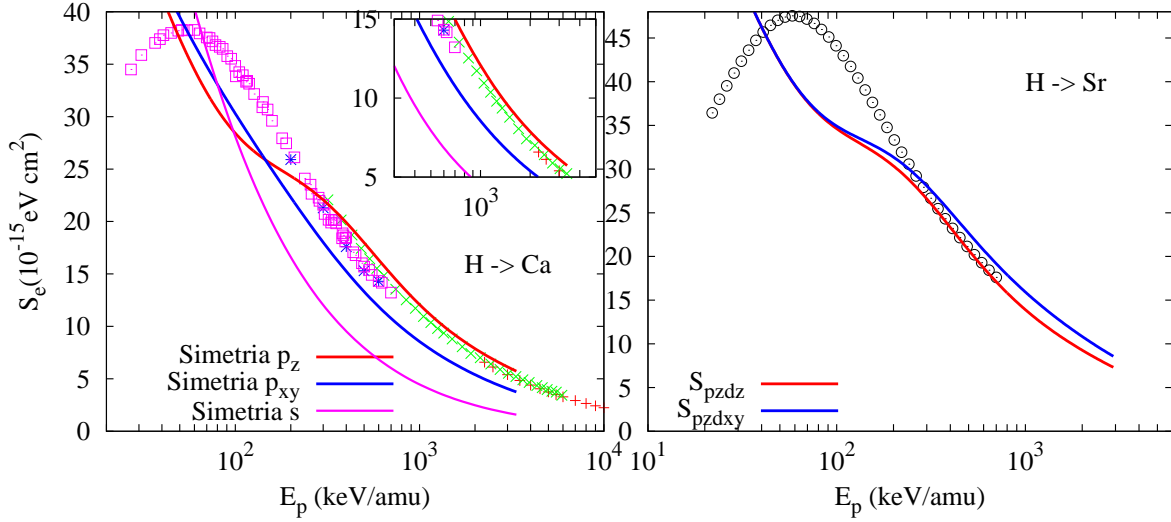 S_e(10^-15 eV cm^2)
40
35
30
25
20
15
10
5
0
10^2
10^3
10^4
E_p (keV/amu)
15
10
5
10^3
H -> Ca
Simetria p_z
Simetria p_xy
Simetria s
45
40
35
30
25
20
15
10
5
0
10^1
10^2
10^3
E_p (keV/amu)
H -> Sr
S_pzdz
S_pzdxy